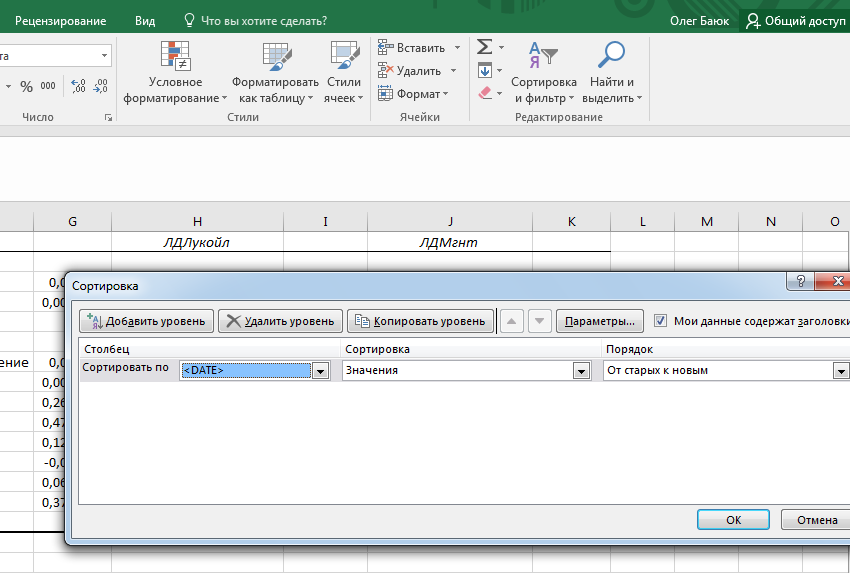 Рецензирование Вид Что вы хотите сделать? Олег Баюк Общий доступ
та
% 000
,00 ,00
Число
Условное форматирование
Форматировать как таблицу
Стили ячеек
Стили
Вставить
Удалить
Формат
Ячейки
Сортировка и фильтр
Найти и выделить
Редактирование
G H I J K L M N O
ЛДЛукойл ЛДМгнт
0,0
0,00
ение 0,0
0,00
0,26
0,47
0,12
-0,0
0,06
0,37
Сортировка
Добавить уровень Удалить уровень Копировать уровень Параметры... Мои данные содержат заголовки
Столбец Сортировка Порядок
Сортировать по <DATE> Значения От старых к новым
ОК Отмена